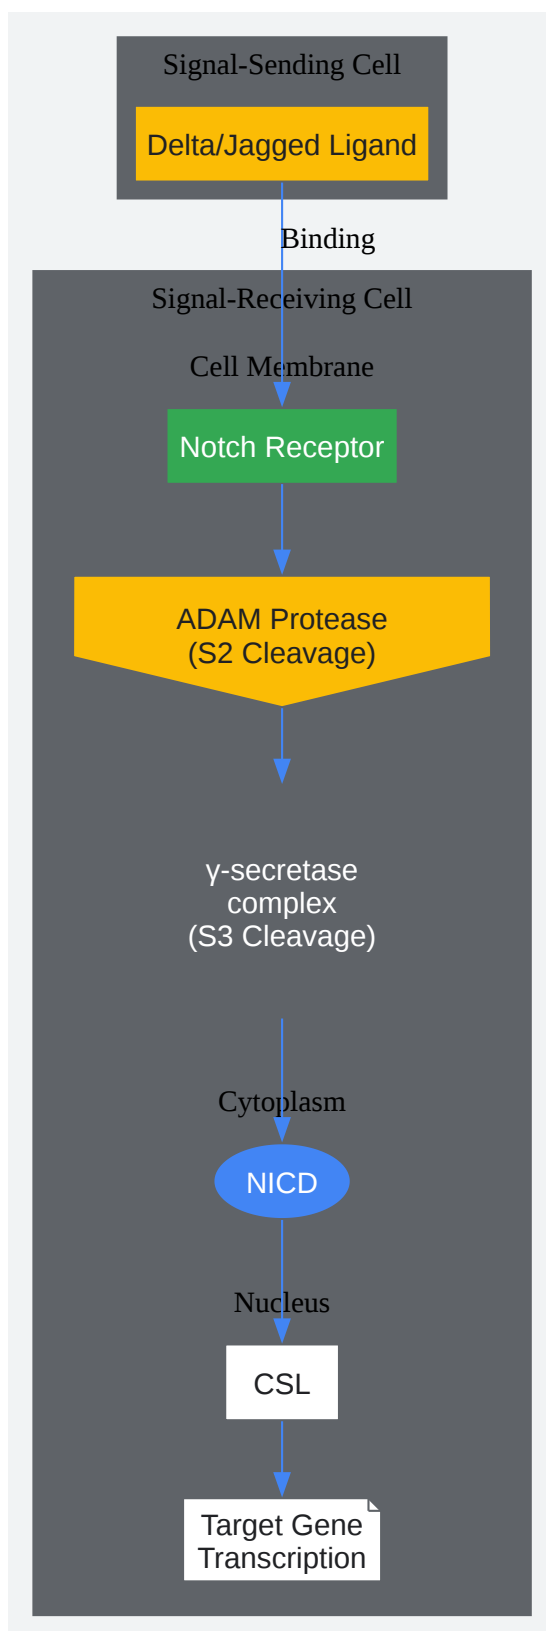 Signal-Sending Cell
Delta/Jagged Ligand
Binding
Signal-Receiving Cell
Cell Membrane
Notch Receptor
ADAM Protease
(S2 Cleavage)
γ-secretase
complex
(S3 Cleavage)
Cytoplasm
NICD
Nucleus
CSL
Target Gene
Transcription